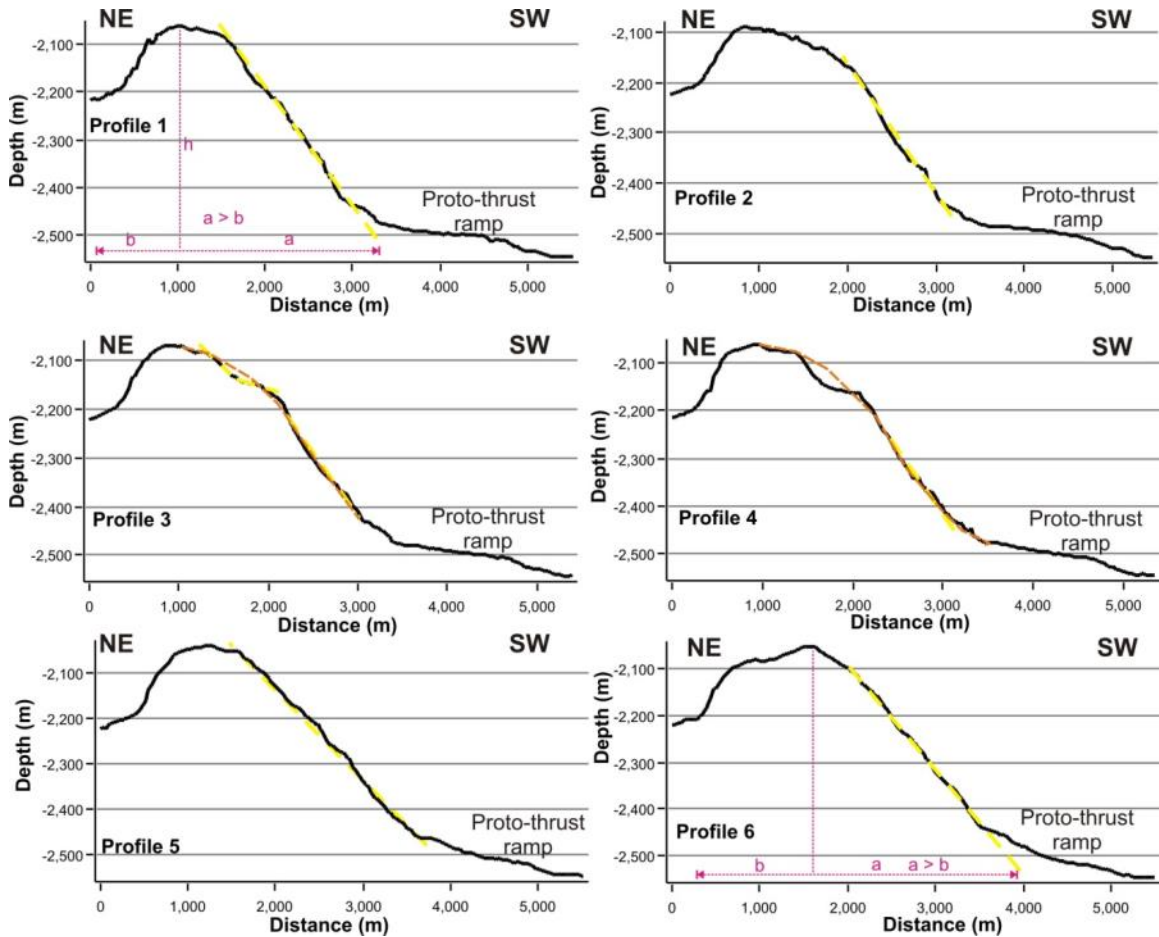 NE SW
-2,100
-2,200
-2,300
-2,400
-2,500
Depth (m)
Profile 1
h
a > b
b a
Proto-thrust
ramp
0 1,000 2,000 3,000 4,000 5,000
Distance (m)
NE SW
-2,100
-2,200
-2,300
-2,400
-2,500
Depth (m)
Profile 2
Proto-thrust
ramp
0 1,000 2,000 3,000 4,000 5,000
Distance (m)
NE SW
-2,100
-2,200
-2,300
-2,400
-2,500
Depth (m)
Profile 3
Proto-thrust
ramp
0 1,000 2,000 3,000 4,000 5,000
Distance (m)
NE SW
-2,100
-2,200
-2,300
-2,400
-2,500
Depth (m)
Profile 4
Proto-thrust
ramp
0 1,000 2,000 3,000 4,000 5,000
Distance (m)
NE SW
-2,100
-2,200
-2,300
-2,400
-2,500
Depth (m)
Profile 5
Proto-thrust
ramp
0 1,000 2,000 3,000 4,000 5,000
Distance (m)
NE SW
-2,100
-2,200
-2,300
-2,400
-2,500
Depth (m)
Profile 6
Proto-thrust
ramp
b a a > b
0 1,000 2,000 3,000 4,000 5,000
Distance (m)